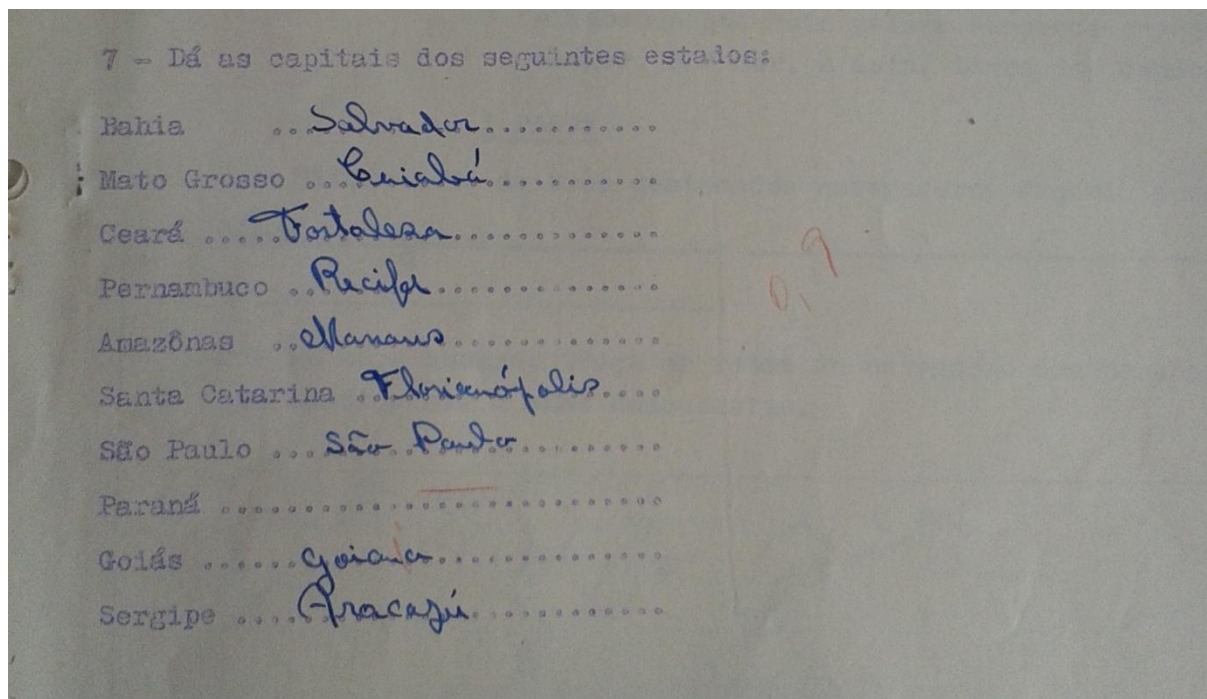 7 - Dá as capitais dos seguintes estados:
Bahia ..Salvador...........
Mato Grosso ..Cuiabá...........
Ceará .....Fortaleza.............
Pernambuco ..Recife..............
Amazônas ..Manaus.............
Santa Catarina ..Florianópolis....
São Paulo ...São Paulo.........
Paraná ............................
Goiás ......Goiana..............
Sergipe ....Aracajú............
0,9